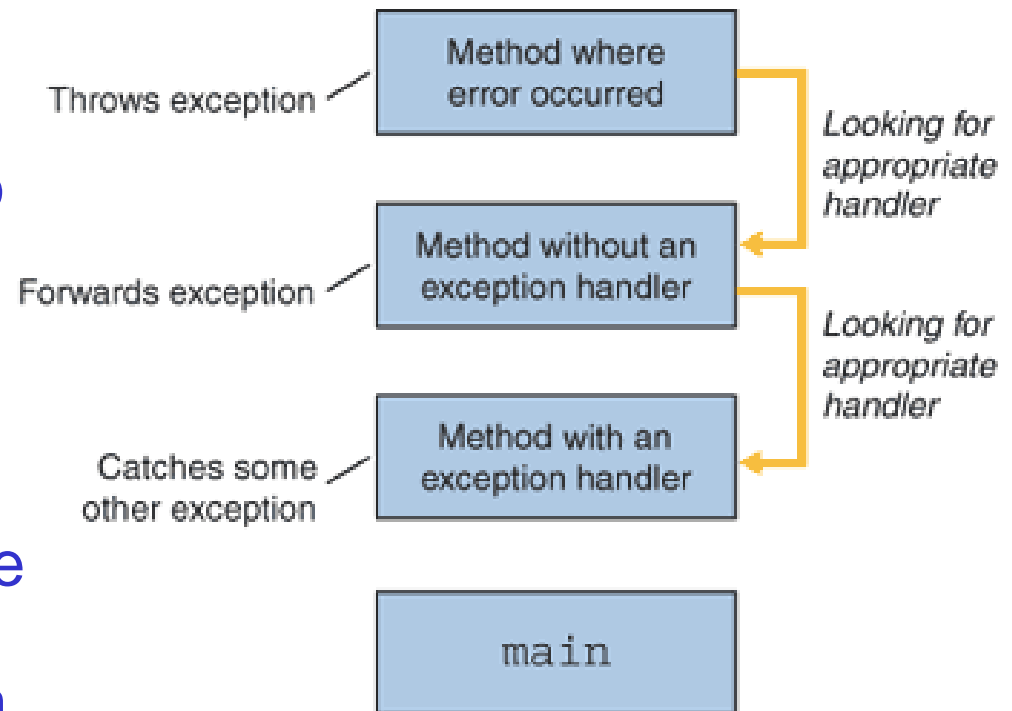 Throws exception
Method where
error occurred
Looking for
appropriate
handler
Forwards exception
Method without an
exception handler
Looking for
appropriate
handler
Catches some
other exception
Method with an
exception handler
main